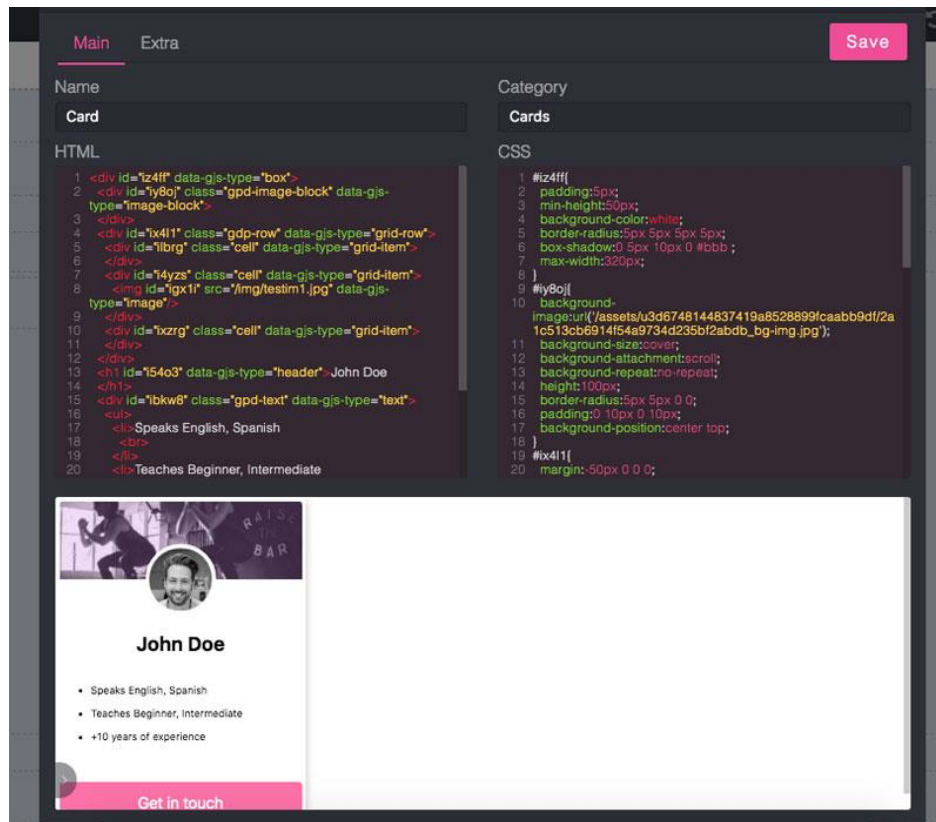 Main Extra Save
Name
Card
Category
Cards
HTML
1 <div id="iz4ff" data-gjs-type="box">
2 <div id="iy8oj" class="gpd-image-block" data-gjs-
type="image-block">
3 </div>
4 <div id="ix4l1" class="gdp-row" data-gjs-type="grid-row">
5 <div id="ilbrg" class="cell" data-gjs-type="grid-item">
6 </div>
7 <div id="i4yzs" class="cell" data-gjs-type="grid-item">
8 <img id="igx1i" src="/img/testim1.jpg" data-gjs-
type="image"/>
9 </div>
10 <div id="ixzrg" class="cell" data-gjs-type="grid-item">
11 </div>
12 </div>
13 <h1 id="i54o3" data-gjs-type="header">John Doe
14 </h1>
15 <div id="ibkw8" class="gpd-text" data-gjs-type="text">
16 <ul>
17 <li>Speaks English, Spanish
18 <br>
19 </li>
20 <li>Teaches Beginner, Intermediate
CSS
1 #iz4ff{
2 padding:5px;
3 min-height:50px;
4 background-color:white;
5 border-radius:5px 5px 5px 5px;
6 box-shadow:0 5px 10px 0 #bbb ;
7 max-width:320px;
8 }
9 #iy8oj{
10 background-
image:url('/assets/u3d6748144837419a8528899fcaabb9df/2a
1c513cb6914f54a9734d235bf2abdb_bg-img.jpg');
11 background-size:cover;
12 background-attachment:scroll;
13 background-repeat:no-repeat;
14 height:100px;
15 border-radius:5px 5px 0 0;
16 padding:0 10px 0 10px;
17 background-position:center top;
18 }
19 #ix4l1{
20 margin:-50px 0 0 0;
RAISE
THE
BAR
John Doe
• Speaks English, Spanish
• Teaches Beginner, Intermediate
• +10 years of experience
Get in touch